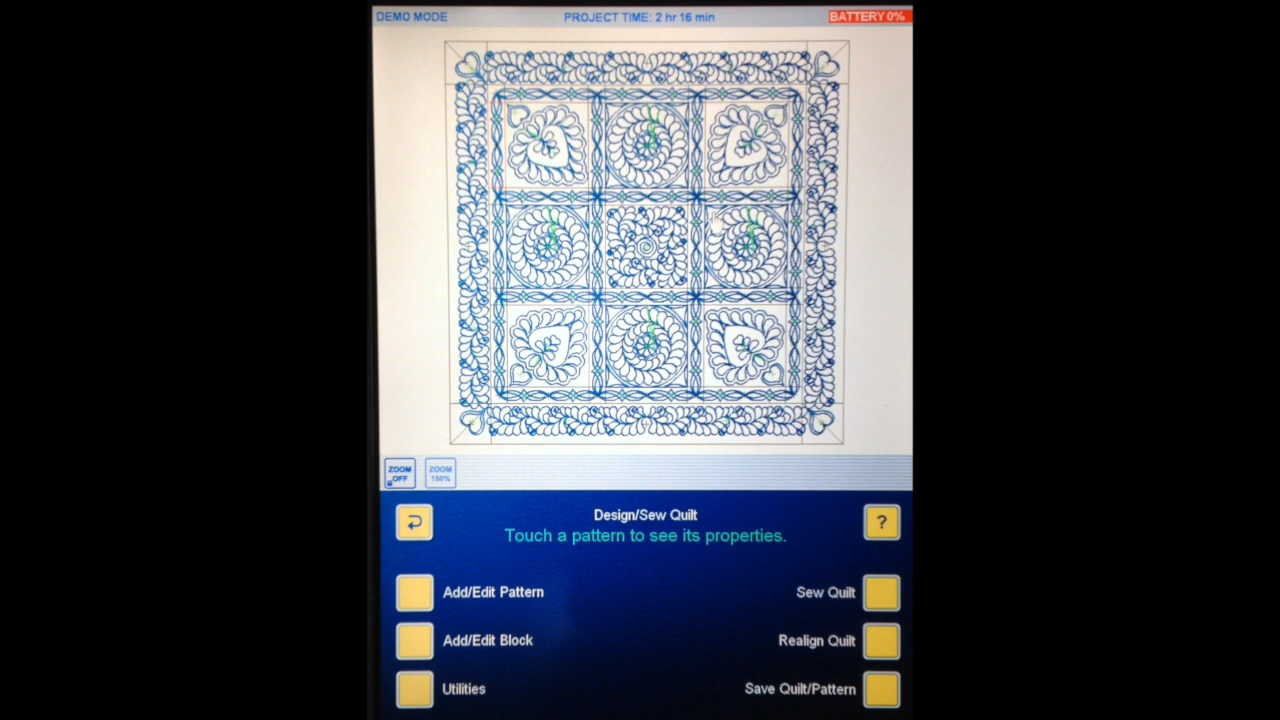 DEMO MODE PROJECT TIME: 2 hr 16 min BATTERY 0%
ZOOM OFF ZOOM 150%
Design/Sew Quilt
Touch a pattern to see its properties.
?
Add/Edit Pattern Sew Quilt
Add/Edit Block Realign Quilt
Utilities Save Quilt/Pattern